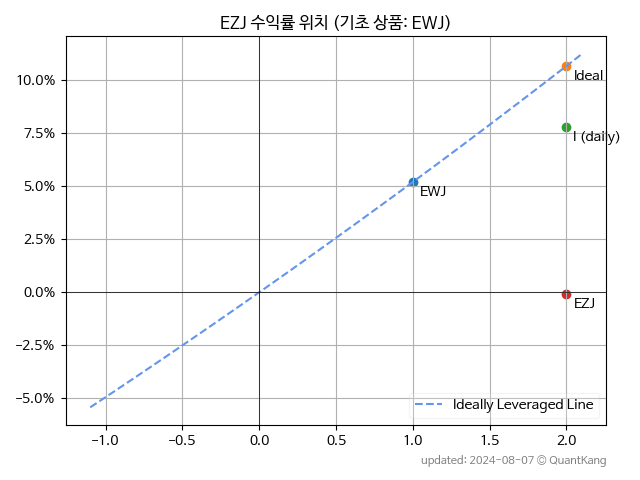 EZJ 수익률 위치 (기초 상품: EWJ)
10.0%
7.5%
5.0%
2.5%
0.0%
−2.5%
−5.0%
Ideal
I (daily)
EWJ
EZJ
Ideally Leveraged Line
−1.0 −0.5 0.0 0.5 1.0 1.5 2.0
updated: 2024-08-07 © QuantKang